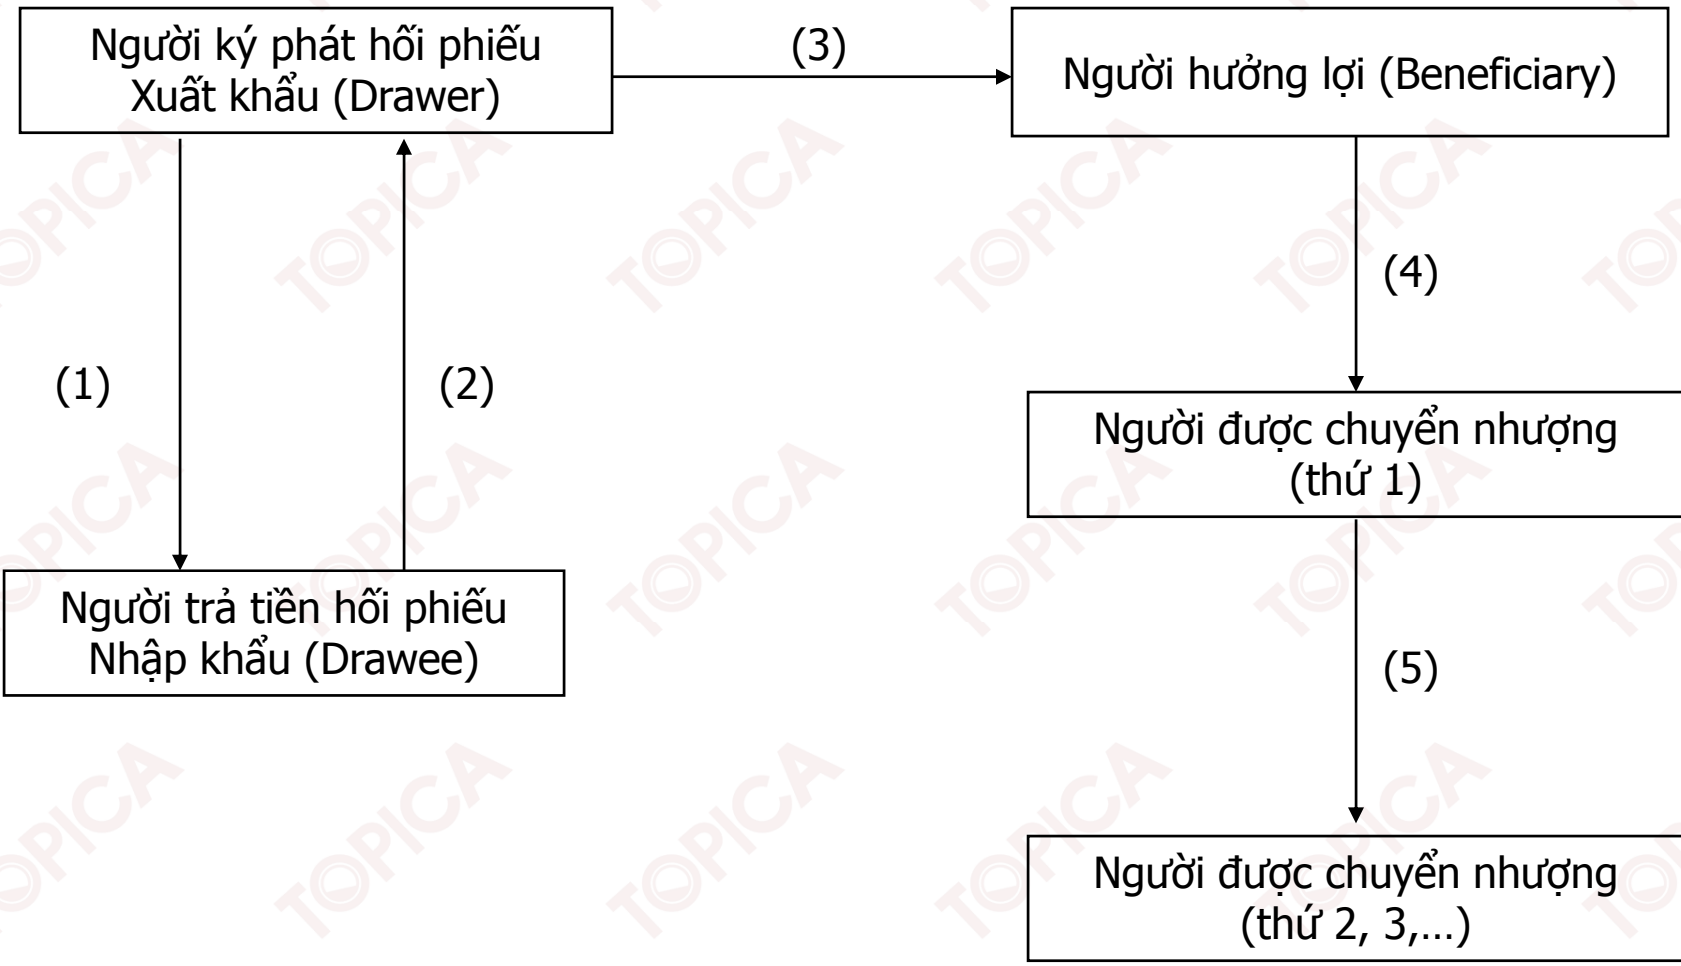 Người ký phát hối phiếu
Xuất khẩu (Drawer)
(3)
Người hưởng lợi (Beneficiary)
(4)
(1)
(2)
Người được chuyển nhượng
(thứ 1)
Người trả tiền hối phiếu
Nhập khẩu (Drawee)
(5)
Người được chuyển nhượng
(thứ 2, 3,...)
TOPICA